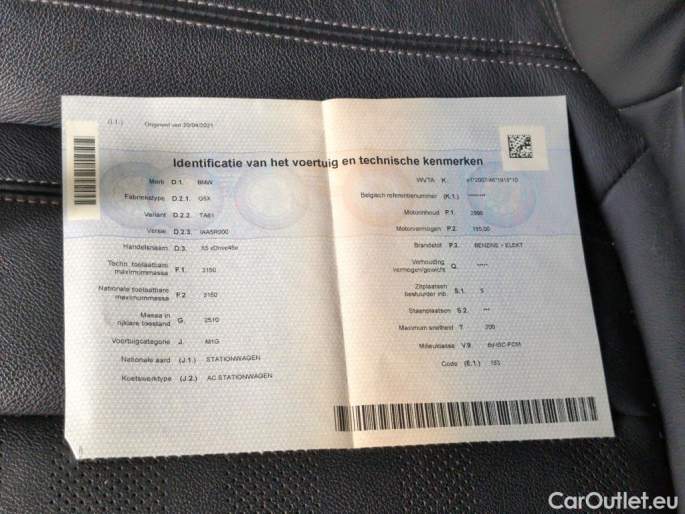 (I.1.) Origineel van 20/04/2021
Identificatie van het voertuig en technische kenmerken
Merk D.1. BMW
Fabriekstype D.2.1. G5X
Variant D.2.2. TA61
Versie D.2.3. IAA5R000
Handelsnaam D.3. X5 xDrive45e
Techn. toelaatbare
maximummassa F.1. 3150
Nationale toelaatbare
maximummassa F.2. 3150
Massa in
rijklare toestand G. 2510
Voertuigcategorie J. M1G
Nationale aard (J.1.) STATIONWAGEN
Koetswerktype (J.2.) AC STATIONWAGEN
WVTA K.
Belgisch referentienummer (K.1.) *******
Motorinhoud P.1. 2998
Motorvermogen P.2. 155,00
Brandstof P.3. BENZINE + ELEKT
Verhouding
vermogen/gewicht Q. *****
Zitplaatsen
bestuurder inb. S.1. 5
Staanplaatsen S.2. ***
Maximum snelheid T.
Milieuklasse V.9.
Code (E.1.)
CarOutlet.eu